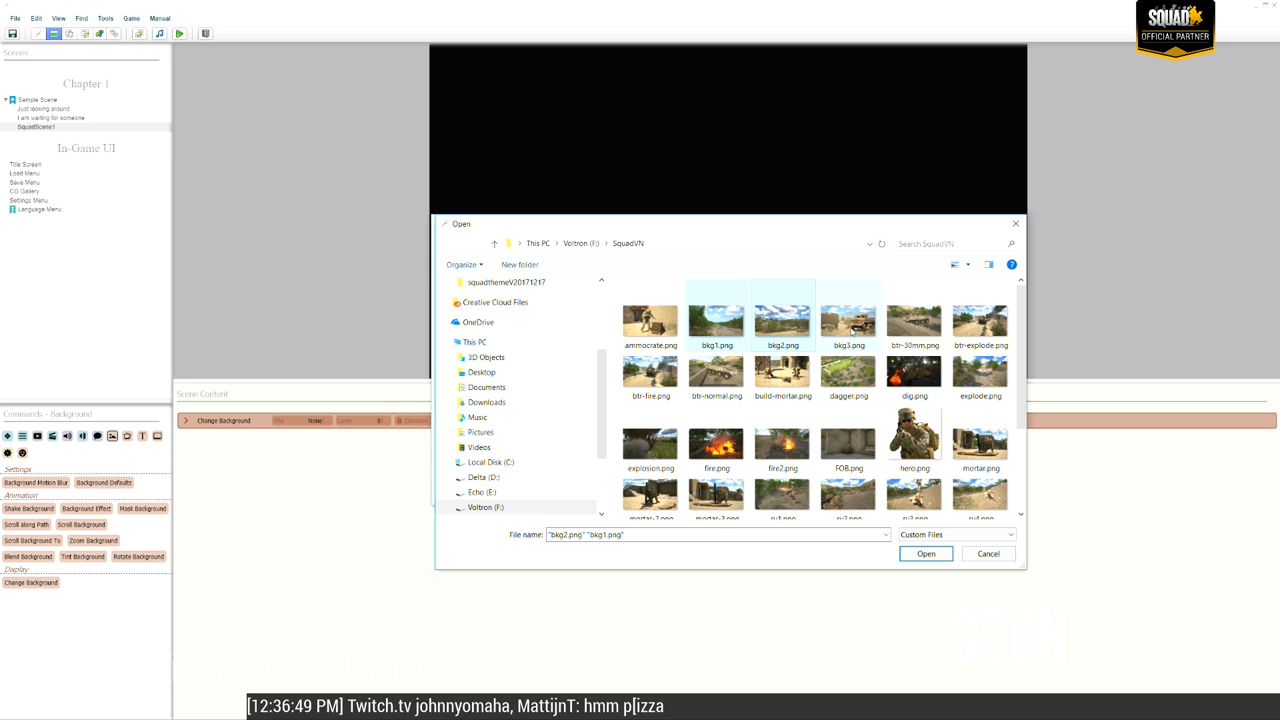 File Edit View Find Tools Game Manual
SQUAD
OFFICIAL PARTNER
Scenes
Chapter 1
Sample Scene
Just looking around
I am waiting for someone
SquadScene1
In-Game UI
Title Screen
Load Menu
Save Menu
CG Gallery
Settings Menu
Language Menu
Open
This PC > Voltron (F:) > SquadVN
Search SquadVN
Organize New folder
squadthemeV20171217
Creative Cloud Files
OneDrive
This PC
3D Objects
Desktop
Documents
Downloads
Music
Pictures
Videos
Local Disk (C:)
Delta (D:)
Echo (E:)
Voltron (F:)
ammocrate.png bkg1.png bkg2.png bkg3.png btr-30mm.png btr-explode.png
btr-fire.png btr-normal.png build-mortar.png dagger.png dig.png explode.png
explosion.png fire.png fire2.png FOB.png hero.png mortar.png
File name: "bkg2.png" "bkg1.png" Custom Files
Open Cancel
Scene Content
Change Background None
Commands - Background
Settings
Background Motion Blur Background Defaults
Animation
Shake Background Background Effect Mask Background
Scroll along Path Scroll Background
Scroll Background To Zoom Background
Blend Background Tint Background Rotate Background
Display
Change Background
SOON
[12:36:49 PM] Twitch.tv johnnyomaha, MattijnT: hmm p[izza